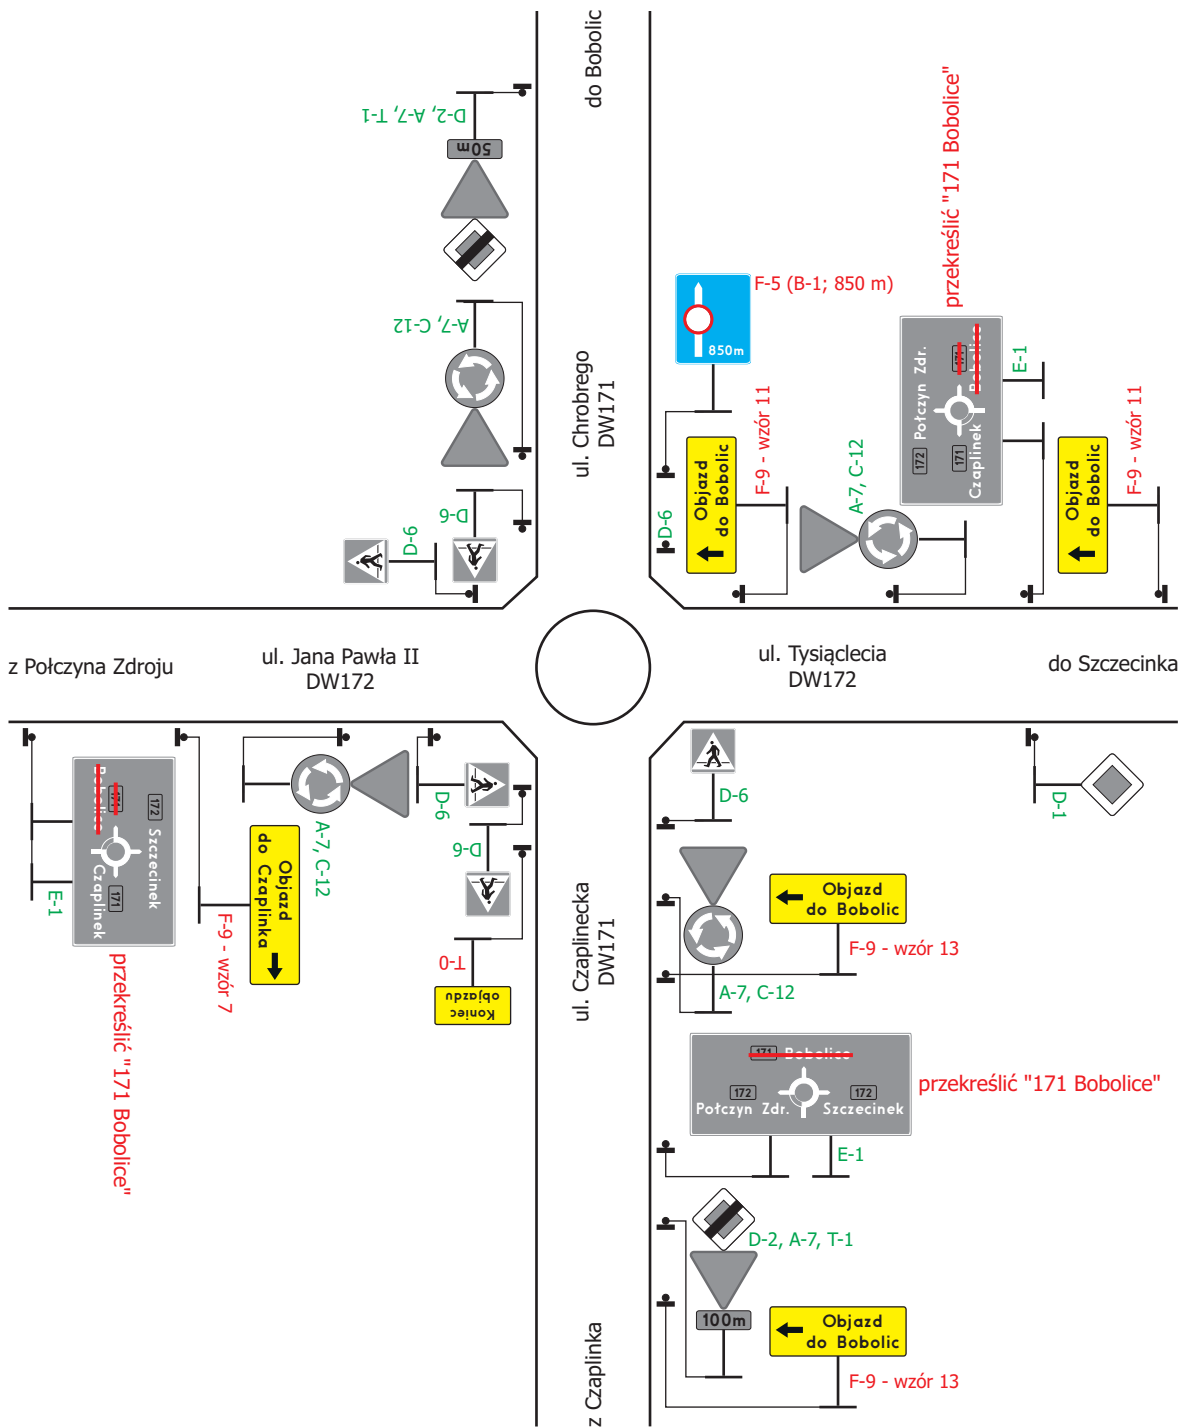 do Bobolic
D-2, A-7, T-1
50m
A-7, C-12
D-6
D-6
ul. Chrobrego
DW171
F-5 (B-1; 850 m)
850m
przekreślić "171 Bobolice"
172 Połczyn Zdr.
171
Bobolice
171
Czaplinek
E-1
Objazd
do Bobolic
F-9 - wzór 11
D-6
A-7, C-12
Objazd
do Bobolic
F-9 - wzór 11
z Połczyna Zdroju
ul. Jana Pawła II
DW172
ul. Tysiąclecia
DW172
do Szczecinka
172
Szczecinek
171
Bobolice
171
Czaplinek
E-1
przekreślić "171 Bobolice"
F-9 - wzór 7
Objazd
do Czaplinka
A-7, C-12
D-6
D-6
T-0
Koniec
objazdu
ul. Czaplinecka
DW171
D-6
D-1
Objazd
do Bobolic
F-9 - wzór 13
A-7, C-12
171 Bobolice
172
Połczyn Zdr.
172
Szczecinek
przekreślić "171 Bobolice"
E-1
D-2, A-7, T-1
100m
Objazd
do Bobolic
F-9 - wzór 13
z Czaplinka